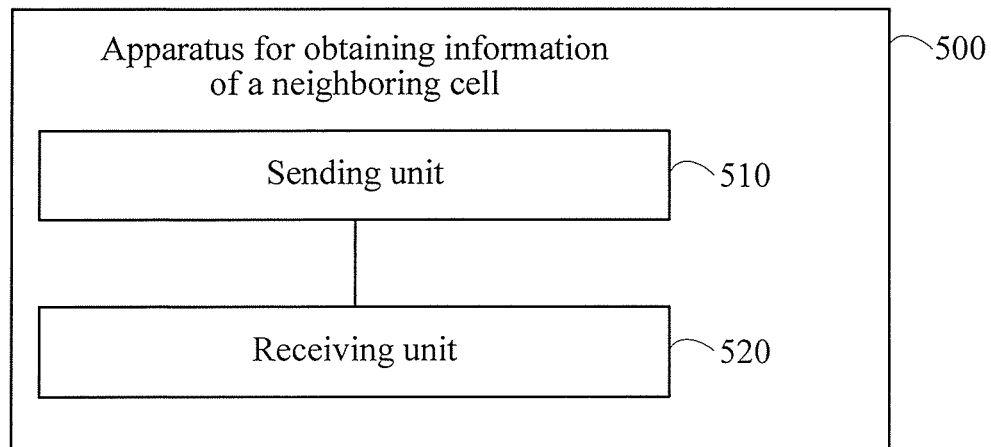 Apparatus for obtaining information
of a neighboring cell
500
Sending unit
510
Receiving unit
520